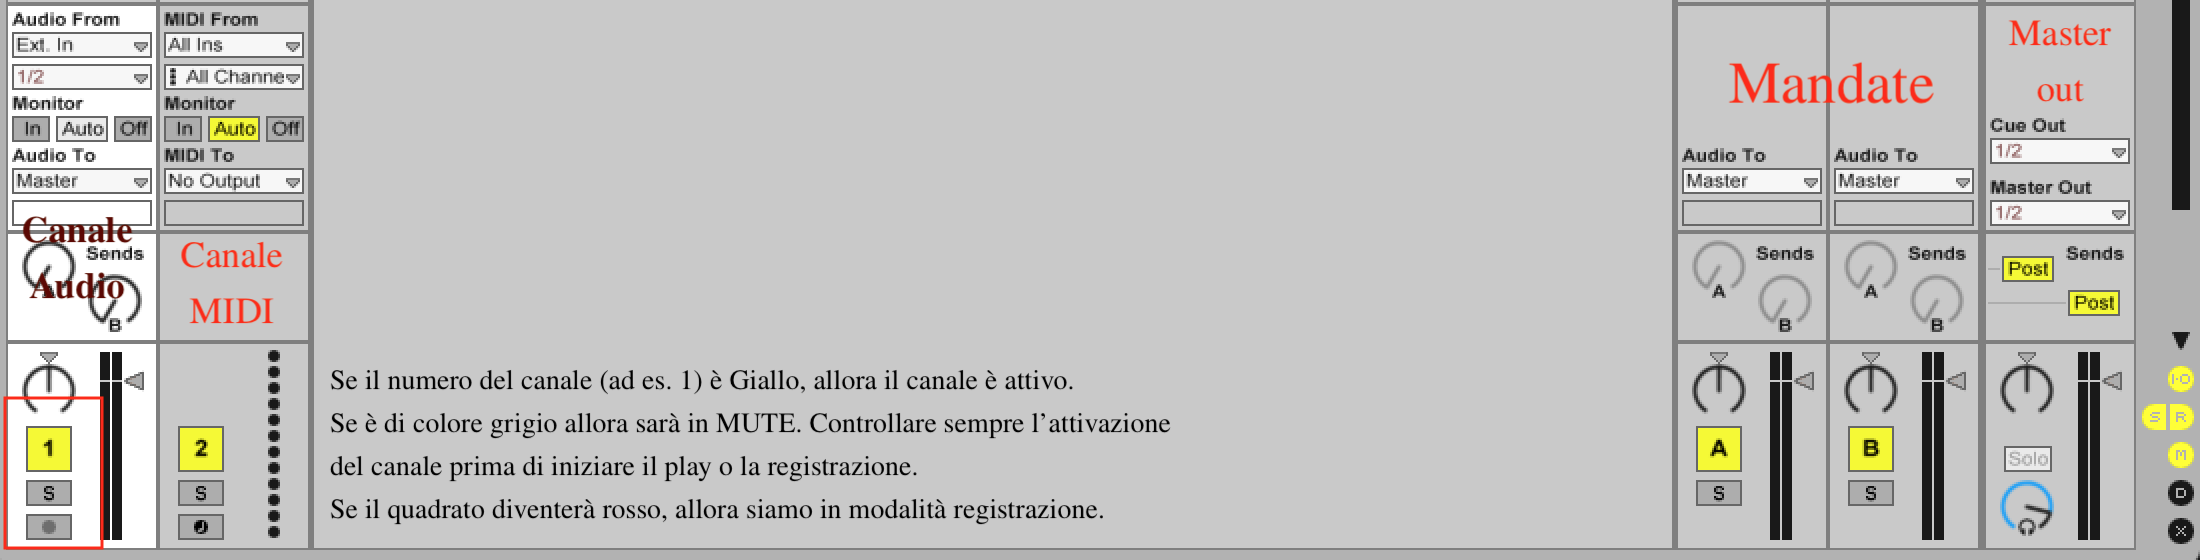 Audio From
Ext. In
1/2
Monitor
In Auto Off
Audio To
Master
Canale
Audio
Sends
B
1
S
MIDI From
All Ins
All Channe
Monitor
In Auto Off
MIDI To
No Output
Canale
MIDI
2
S
Se il numero del canale (ad es. 1) è Giallo, allora il canale è attivo.
Se è di colore grigio allora sarà in MUTE. Controllare sempre l’attivazione
del canale prima di iniziare il play o la registrazione.
Se il quadrato diventerà rosso, allora siamo in modalità registrazione.
Mandate
Audio To
Master
Sends
A
B
A
S
Audio To
Master
Sends
A
B
B
S
Master
out
Cue Out
1/2
Master Out
1/2
Sends
Post
Post
Solo
I·O
S R
M
D
X